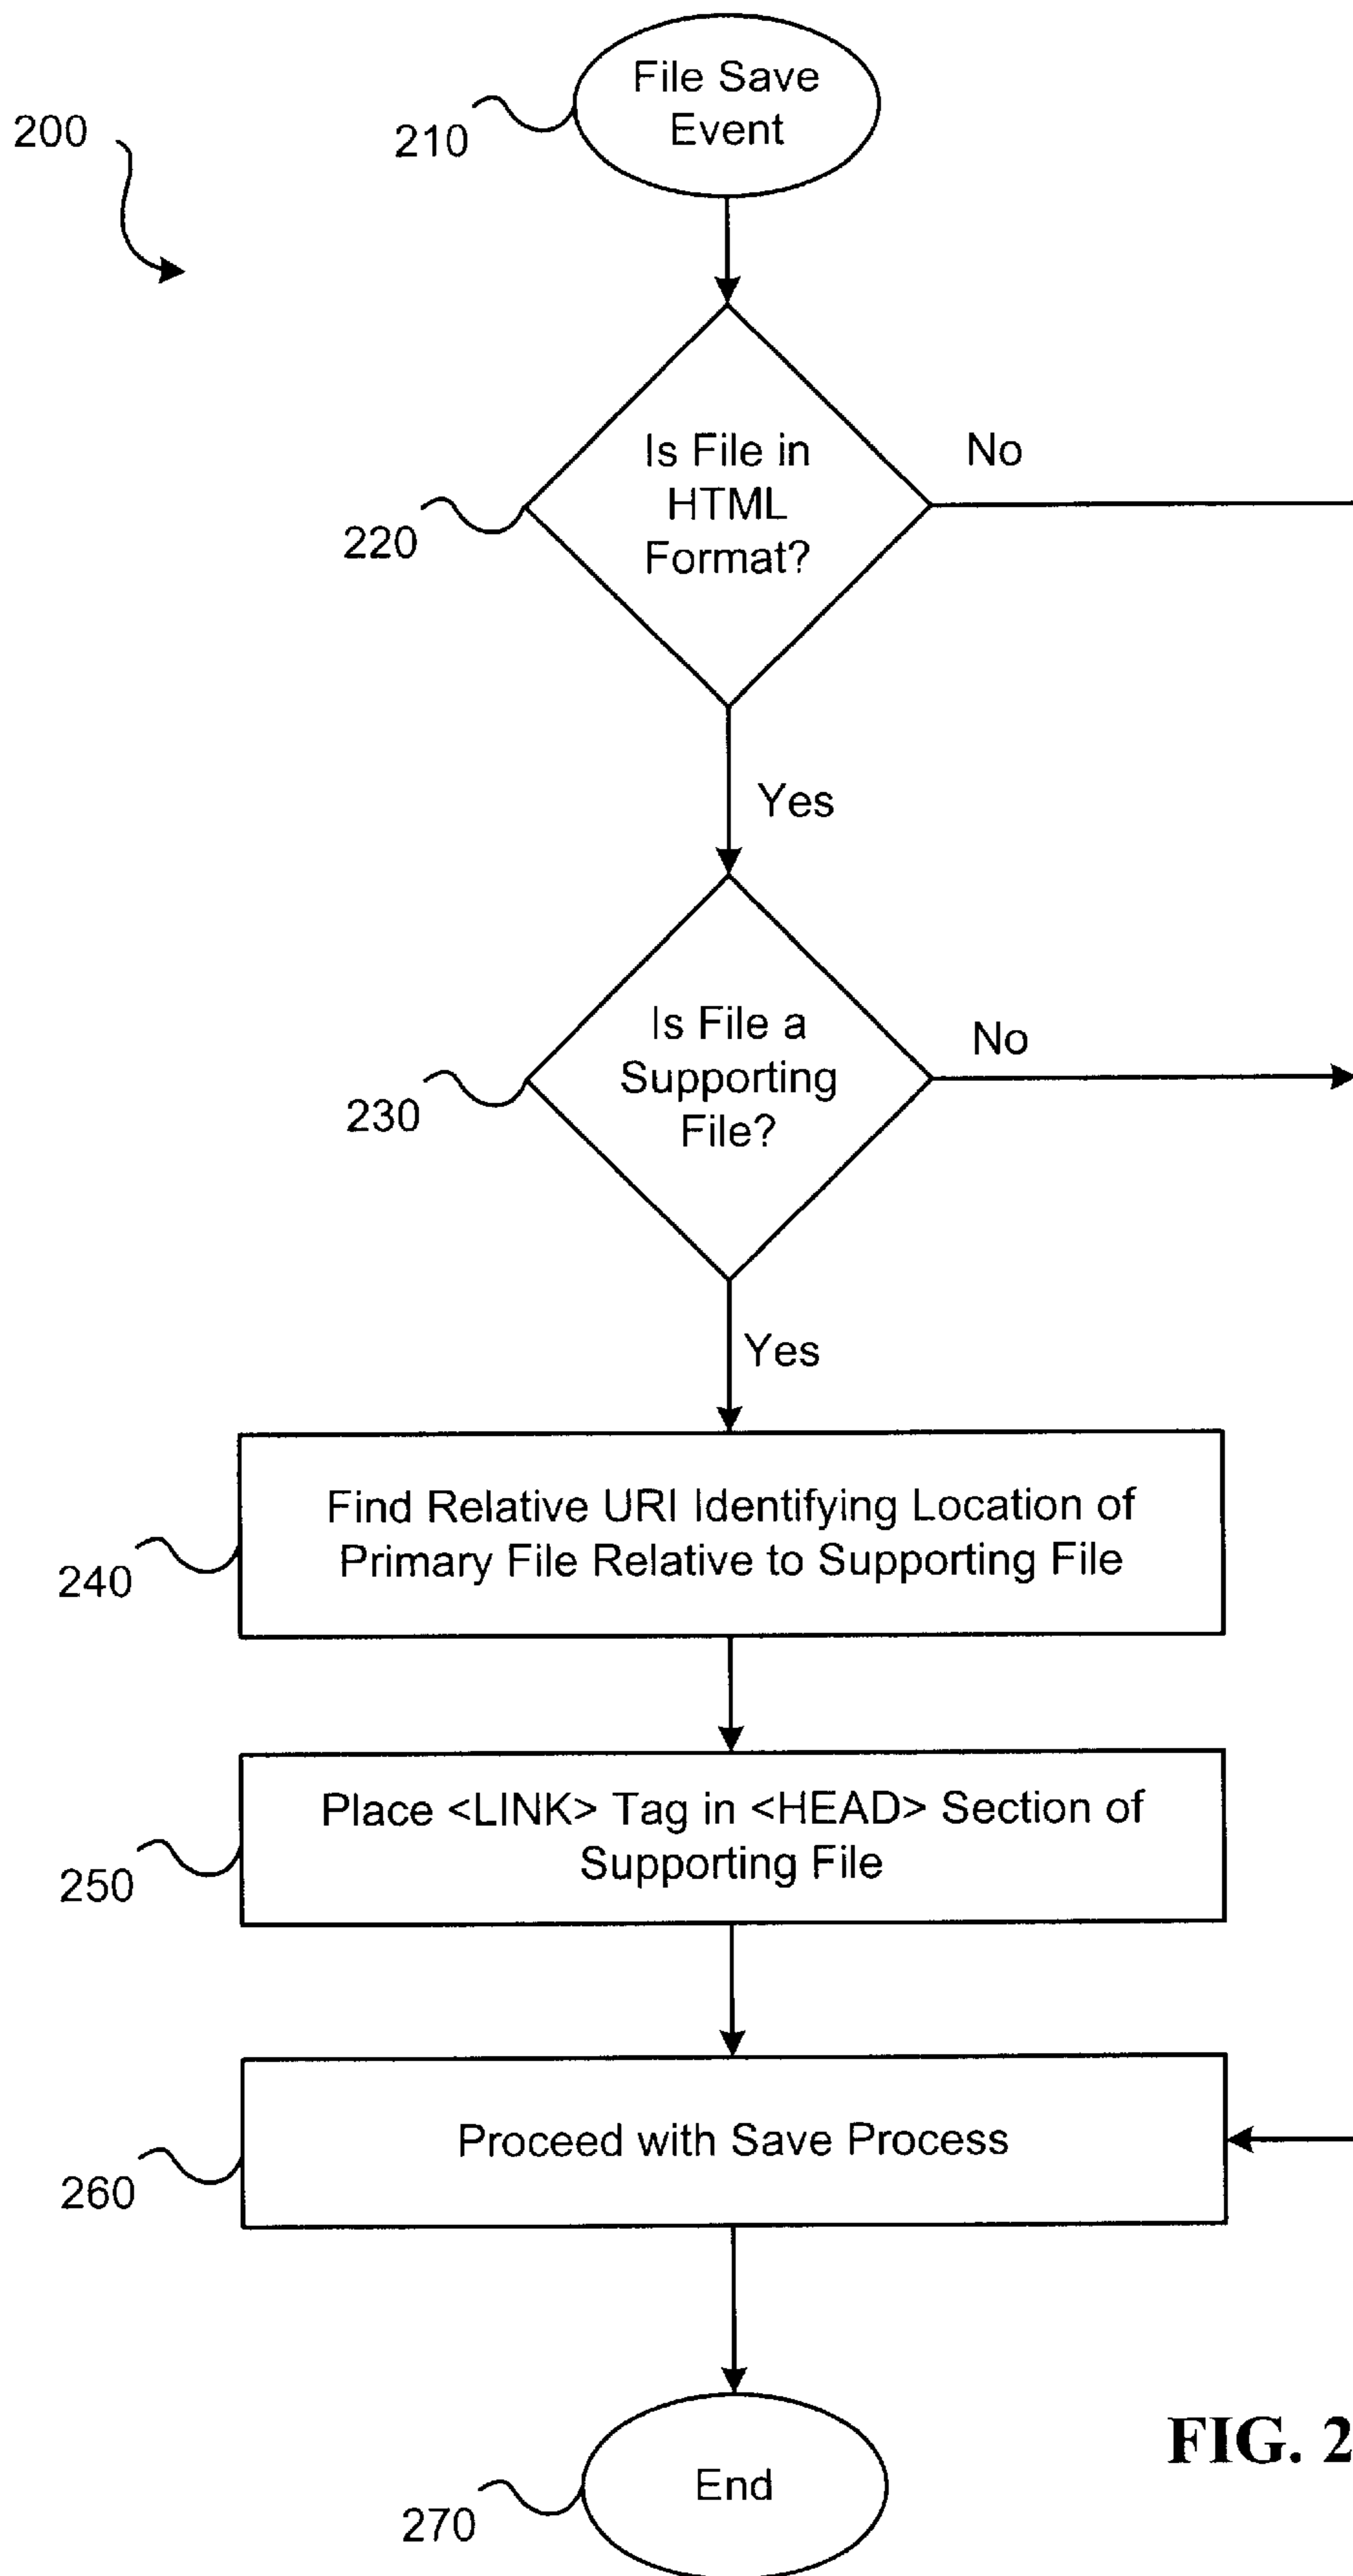 File Save
Event
210
200
Is File in
HTML
Format?
No
220
Yes
Is File a
Supporting
File?
No
230
Yes
Find Relative URI Identifying Location of
Primary File Relative to Supporting File
240
Place <LINK> Tag in <HEAD> Section of
Supporting File
250
Proceed with Save Process
260
End
270
FIG. 2